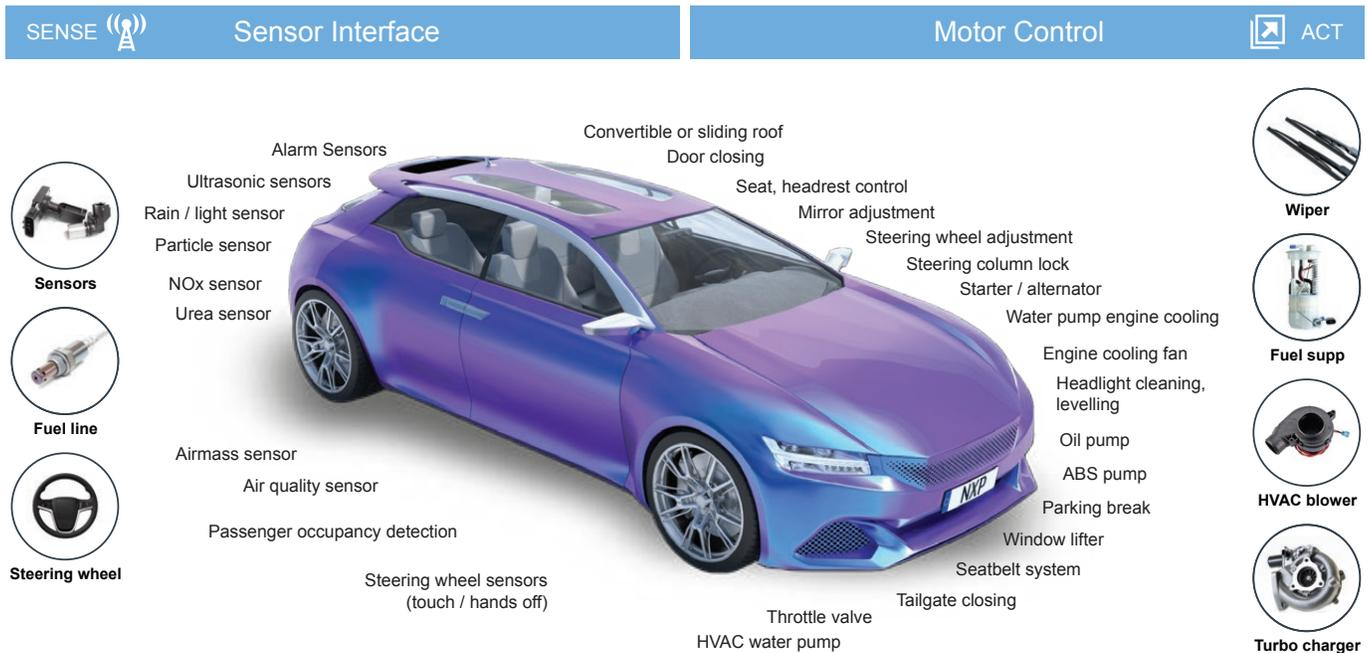 SENSE
Sensor Interface
Motor Control
ACT
Alarm Sensors
Ultrasonic sensors
Rain / light sensor
Particle sensor
NOx sensor
Urea sensor
Airmass sensor
Air quality sensor
Passenger occupancy detection
Steering wheel sensors
(touch / hands off)
Sensors
Fuel line
Steering wheel
Convertible or sliding roof
Door closing
Seat, headrest control
Mirror adjustment
Steering wheel adjustment
Steering column lock
Starter / alternator
Water pump engine cooling
Engine cooling fan
Headlight cleaning,
levelling
Oil pump
ABS pump
Parking break
Window lifter
Seatbelt system
Tailgate closing
Throttle valve
HVAC water pump
NXP
Wiper
Fuel supp
HVAC blower
Turbo charger